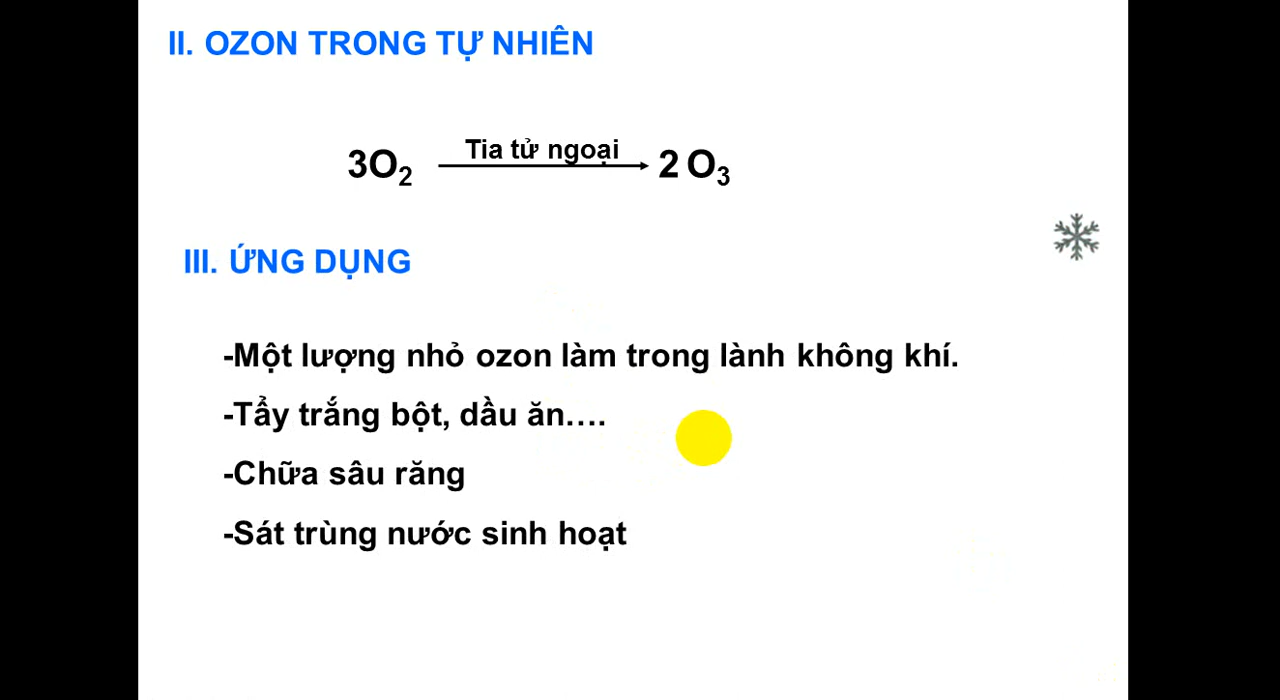 II. OZON TRONG TỰ NHIÊN
Tia tử ngoại
3O₂ → 2 O₃
III. ỨNG DỤNG
-Một lượng nhỏ ozon làm trong lành không khí.
-Tẩy trắng bột, dầu ăn....
-Chữa sâu răng
-Sát trùng nước sinh hoạt